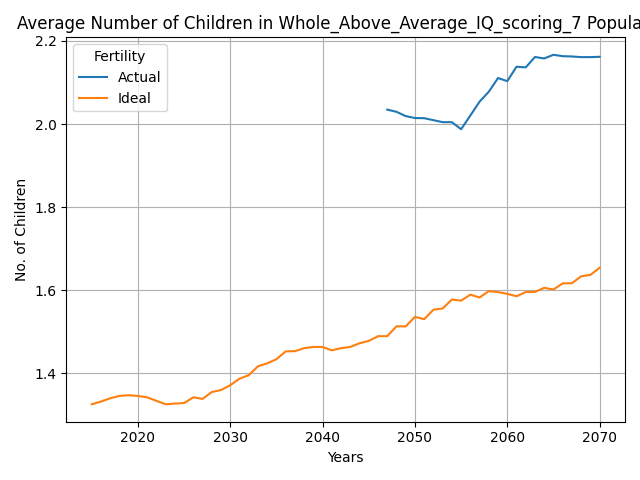 Average Number of Children in Whole_Above_Average_IQ_scoring_7 Popula
Fertility
Actual
Ideal
2.2
2.0
1.8
1.6
1.4
No. of Children
2020 2030 2040 2050 2060 2070
Years